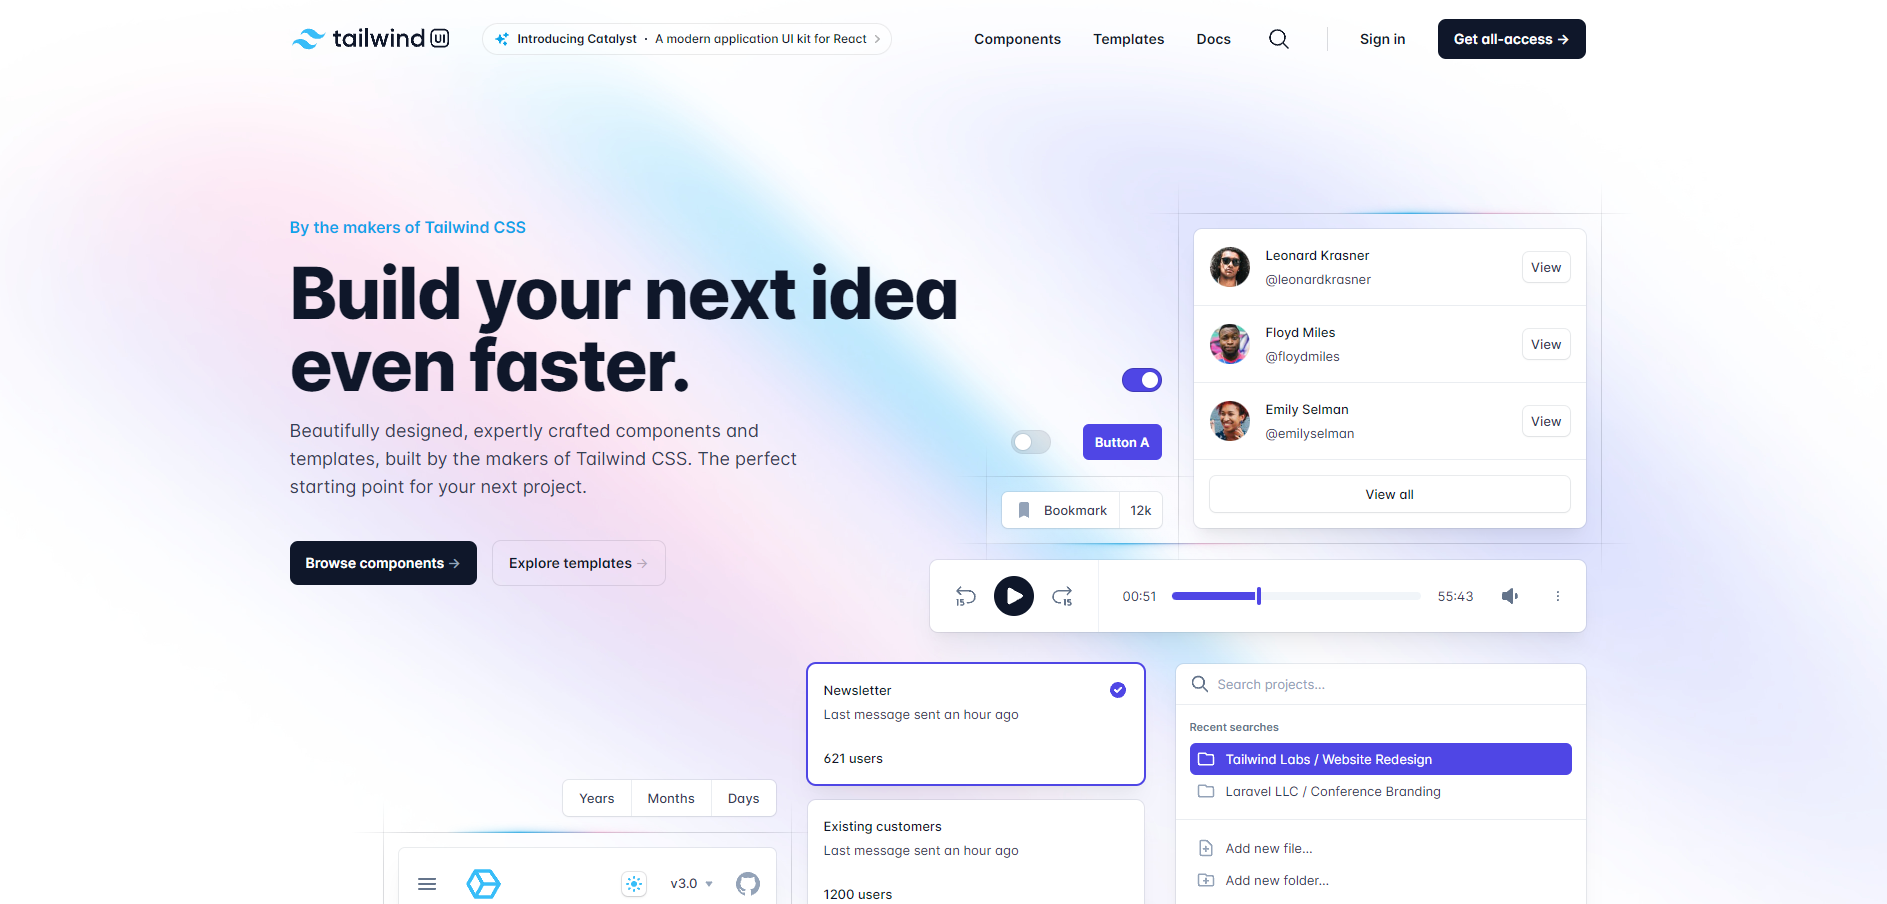 tailwind UI
Introducing Catalyst · A modern application UI kit for React
Components
Templates
Docs
Sign in
Get all-access →
By the makers of Tailwind CSS
Build your next idea
even faster.
Beautifully designed, expertly crafted components and
templates, built by the makers of Tailwind CSS. The perfect
starting point for your next project.
Browse components →
Explore templates →
Leonard Krasner
@leonardkrasner
View
Floyd Miles
@floydmiles
View
Emily Selman
@emilyselman
View
View all
Button A
Bookmark
12k
15
15
00:51
55:43
Newsletter
Last message sent an hour ago
621 users
Existing customers
Last message sent an hour ago
1200 users
Search projects...
Recent searches
Tailwind Labs / Website Redesign
Laravel LLC / Conference Branding
Add new file...
Add new folder...
Years
Months
Days
v3.0